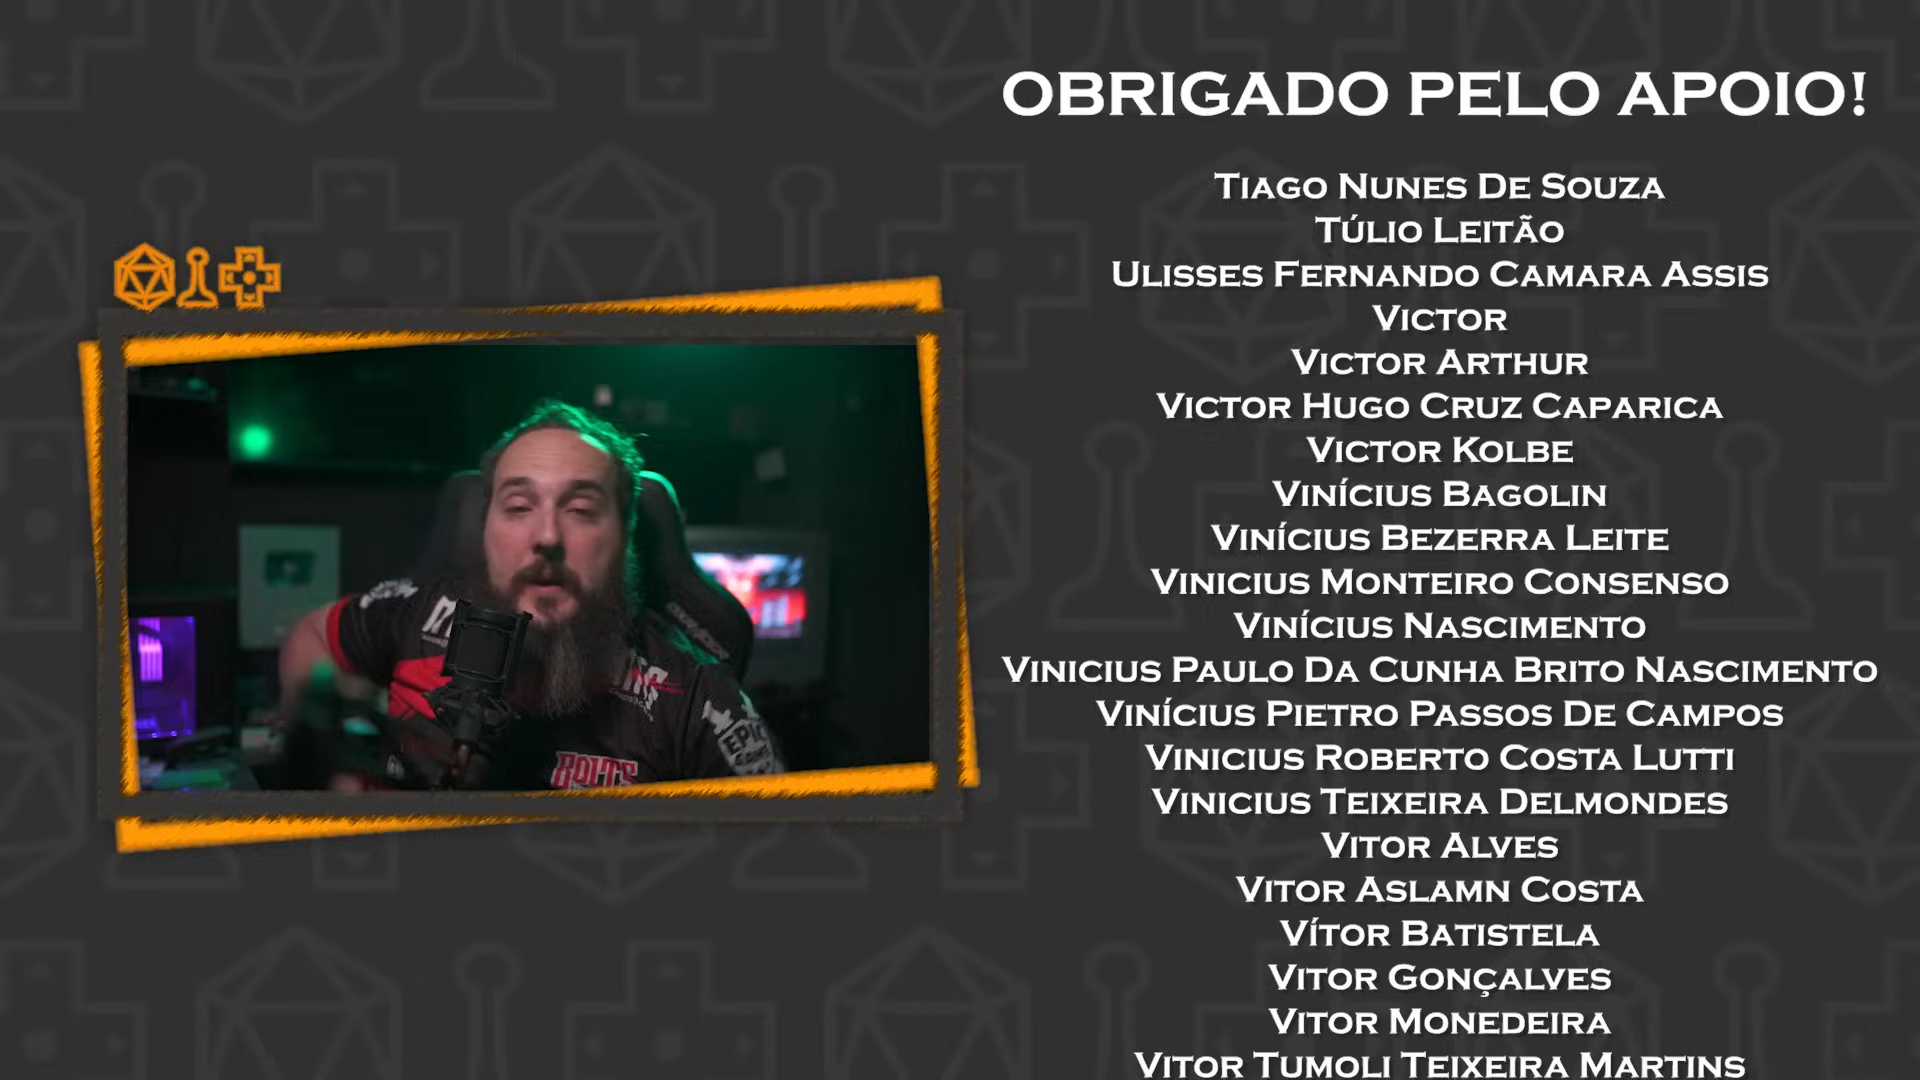 OBRIGADO PELO APOIO!
TIAGO NUNES DE SOUZA
TÚLIO LEITÃO
ULISSES FERNANDO CAMARA ASSIS
VICTOR
VICTOR ARTHUR
VICTOR HUGO CRUZ CAPARICA
VICTOR KOLBE
VINÍCIUS BAGOLIN
VINÍCIUS BEZERRA LEITE
VINICIUS MONTEIRO CONSENSO
VINÍCIUS NASCIMENTO
VINICIUS PAULO DA CUNHA BRITO NASCIMENTO
VINÍCIUS PIETRO PASSOS DE CAMPOS
VINICIUS ROBERTO COSTA LUTTI
VINICIUS TEIXEIRA DELMONDES
VITOR ALVES
VITOR ASLAMN COSTA
VÍTOR BATISTELA
VITOR GONÇALVES
VITOR MONEDEIRA
VITOR TUMOLI TEIXEIRA MARTINS
EPIC